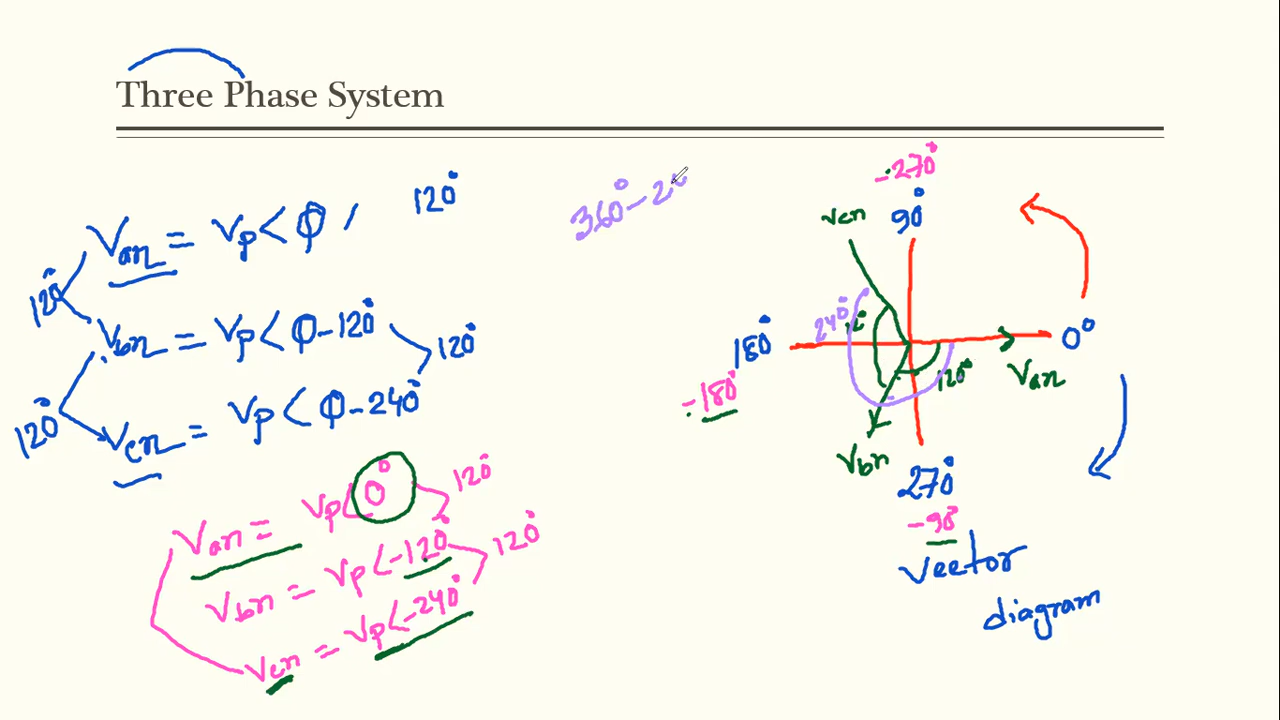 Three Phase System
Van = Vp < Φ / 120°
Vbn = Vp < Φ-120°
Vcn = Vp < Φ-240°
120°
120°
120°
Van = Vp<0°
Vbn = Vp<-120°
Vcn = Vp<-240°
120°
120°
360° - 2
-270°
90°
Vcn
240°
180°
-180°
0°
Van
120°
Vbn
270°
-90°
Vector
diagram